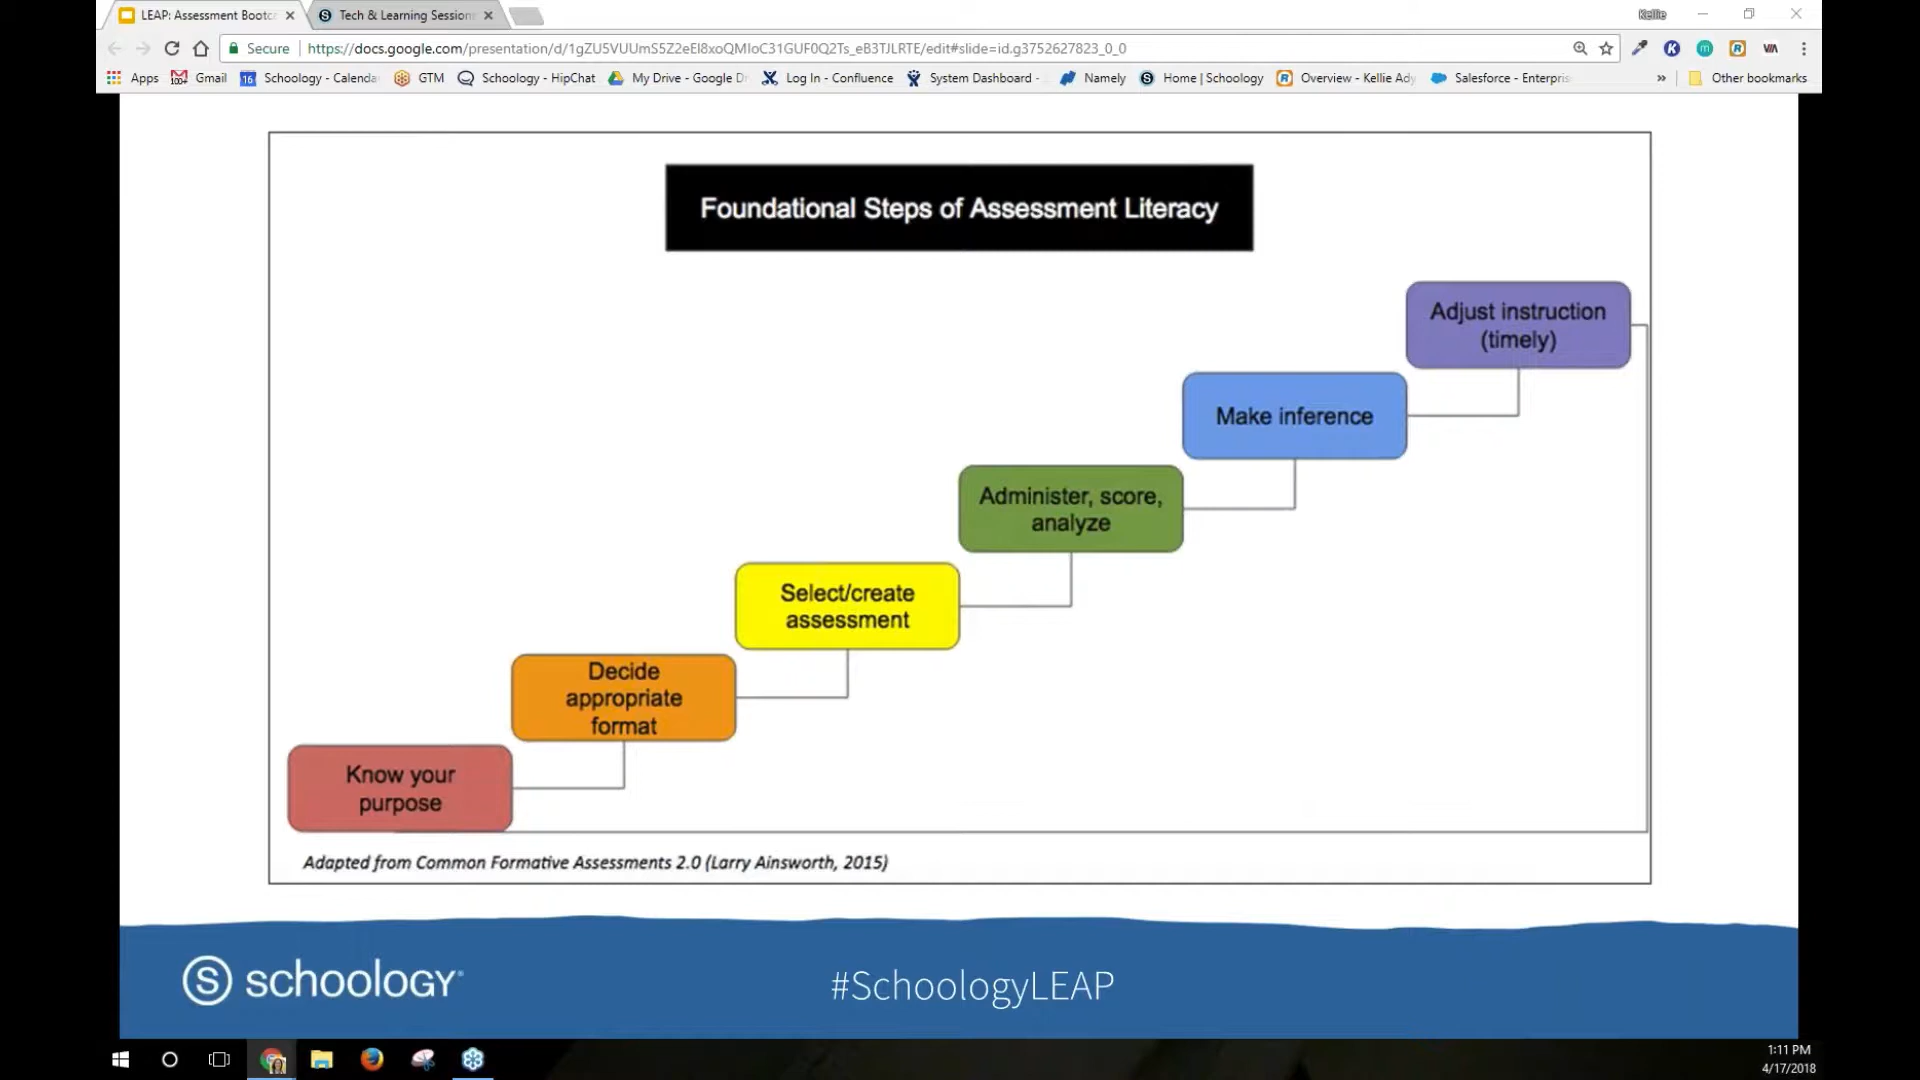 LEAP: Assessment Bootc
Tech & Learning Session
Kellie
Secure
https://docs.google.com/presentation/d/1gZU5VUUmS5Z2eEI8xoQMIoC31GUF0Q2Ts_eB3TJLRTE/edit#slide=id.g3752627823_0_0
Apps
Gmail
Schoology - Calenda
GTM
Schoology - HipChat
My Drive - Google Dr
Log In - Confluence
System Dashboard -
Namely
Home | Schoology
Overview - Kellie Ady
Salesforce - Enterpris
»
Other bookmarks
Foundational Steps of Assessment Literacy
Adjust instruction
(timely)
Make inference
Administer, score,
analyze
Select/create
assessment
Decide
appropriate
format
Know your
purpose
Adapted from Common Formative Assessments 2.0 (Larry Ainsworth, 2015)
S schoology
#SchoologyLEAP
1:11 PM
4/17/2018